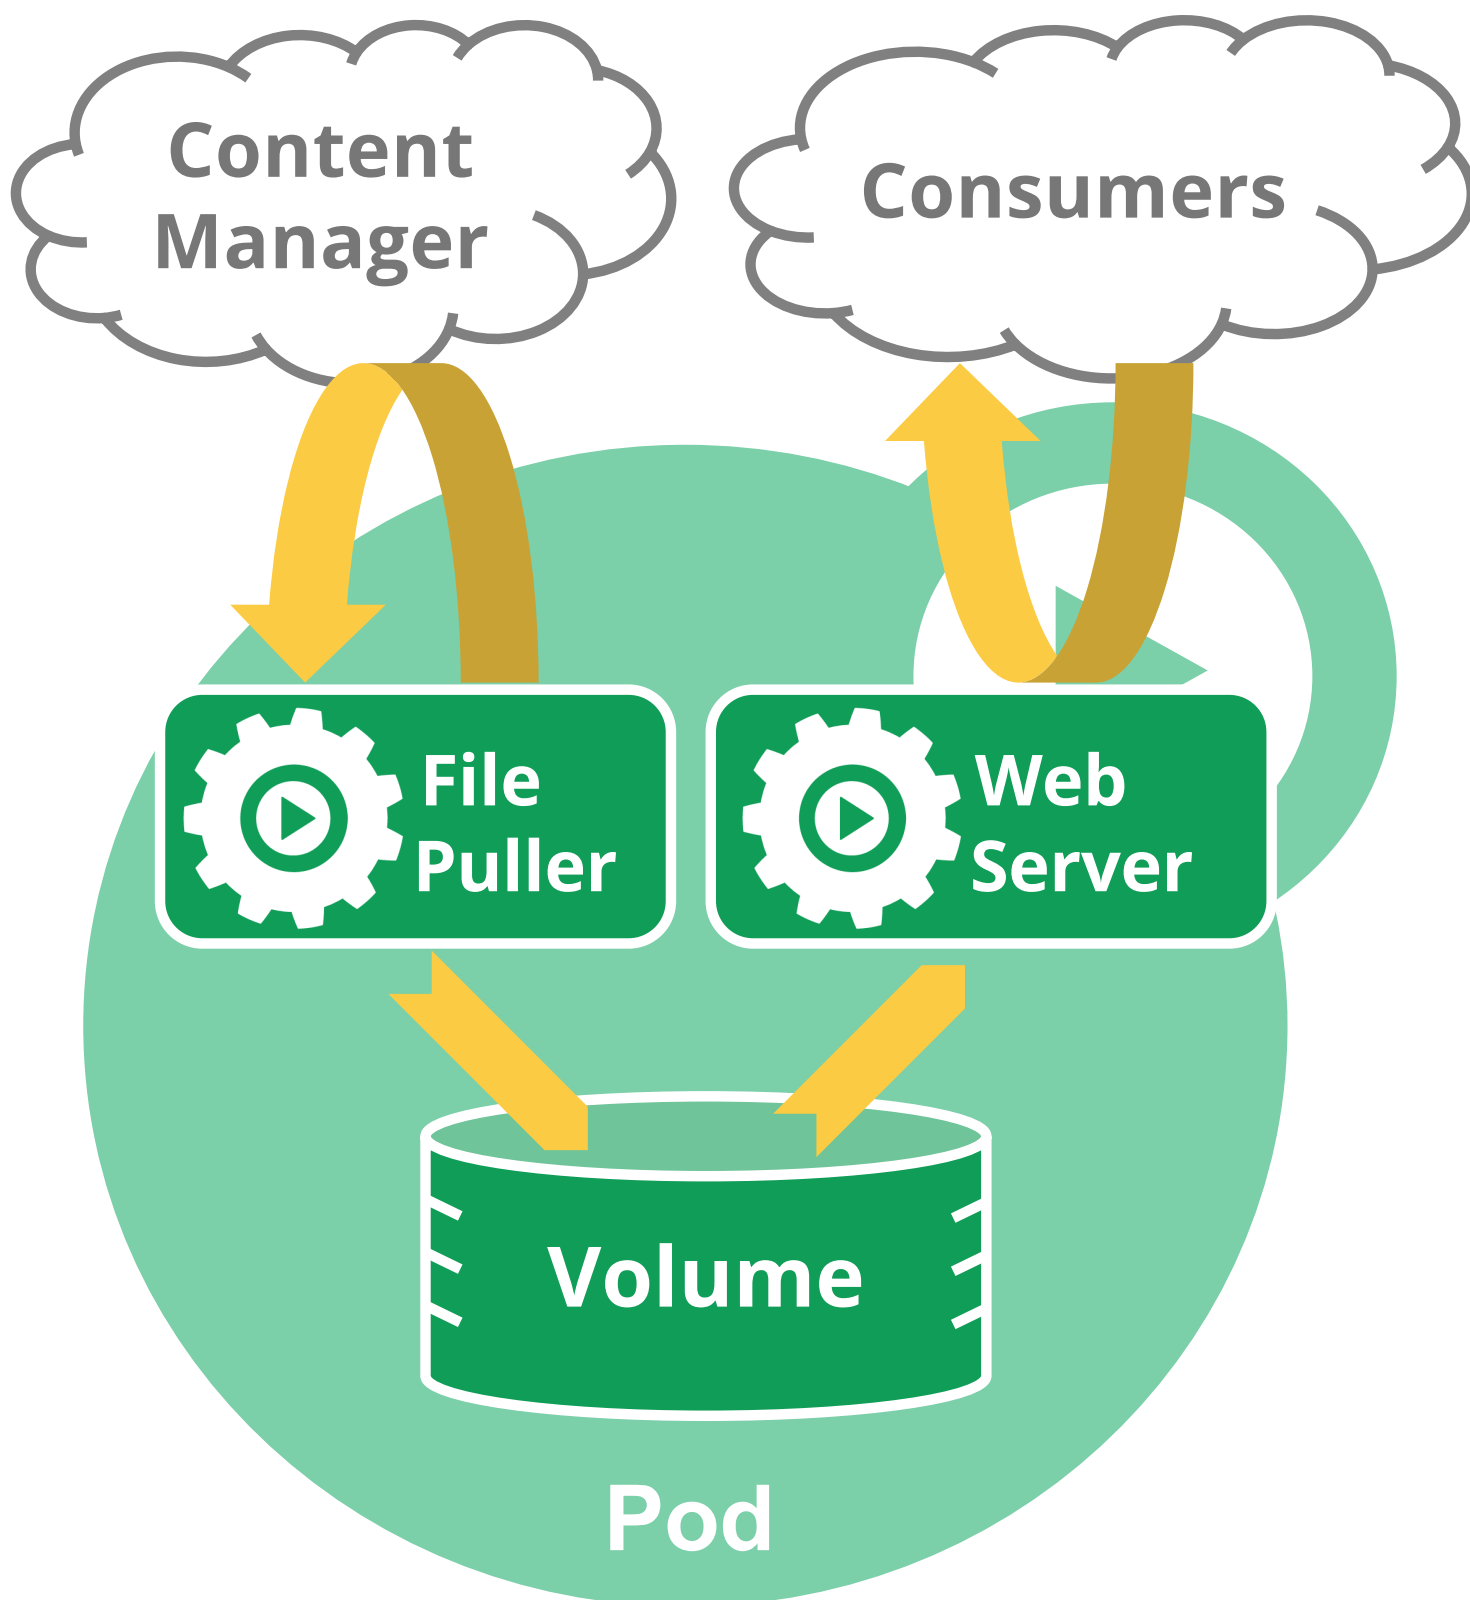 Content
Manager
Consumers
File
Puller
Web
Server
Volume
Pod